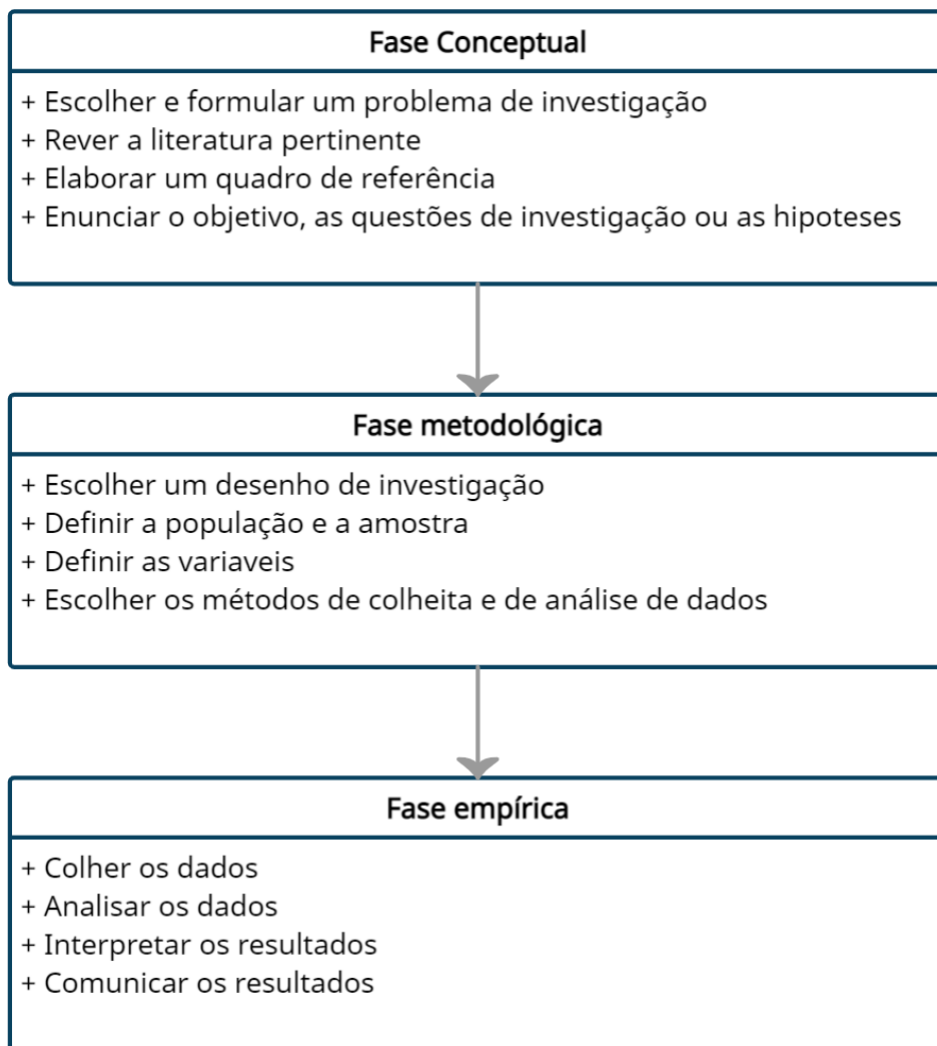 Fase Conceptual
+ Escolher e formular um problema de investigação
+ Rever a literatura pertinente
+ Elaborar um quadro de referência
+ Enunciar o objetivo, as questões de investigação ou as hipoteses
Fase metodológica
+ Escolher um desenho de investigação
+ Definir a população e a amostra
+ Definir as variaveis
+ Escolher os métodos de colheita e de análise de dados
Fase empírica
+ Colher os dados
+ Analisar os dados
+ Interpretar os resultados
+ Comunicar os resultados